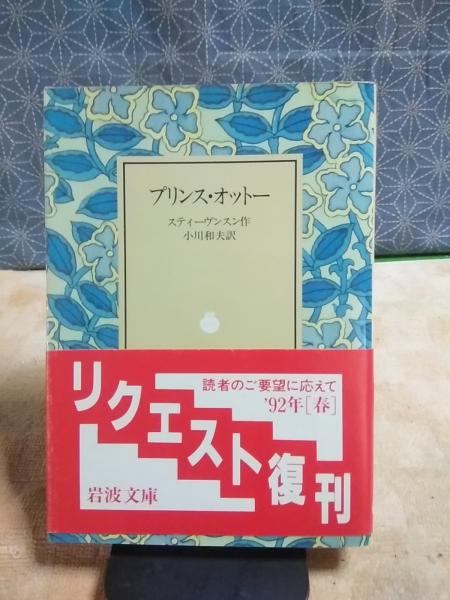 プリンス・オットー
スティーヴンスン作
小川和夫訳
読者のご要望に応えて
'92年[春]
リクエスト復刊
岩波文庫